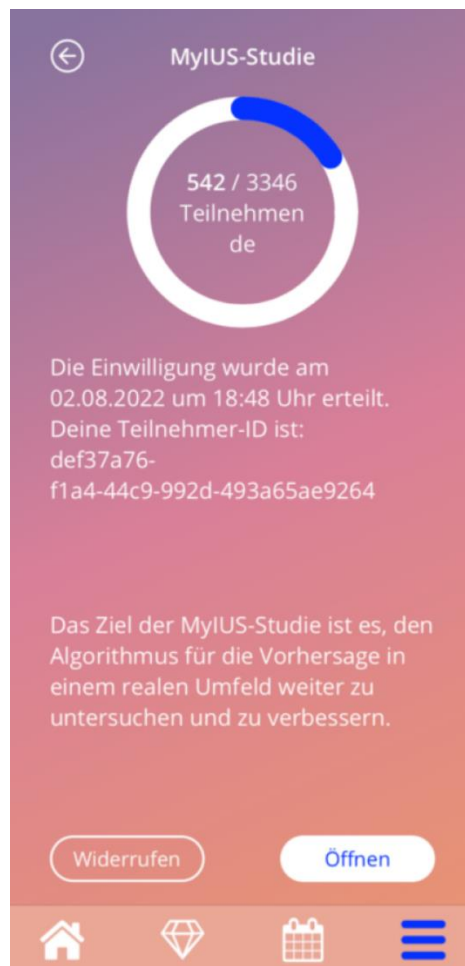 MyIUS-Studie
542 / 3346
Teilnehmen
de
Die Einwilligung wurde am
02.08.2022 um 18:48 Uhr erteilt.
Deine Teilnehmer-ID ist:
def37a76-
f1a4-44c9-992d-493a65ae9264
Das Ziel der MyIUS-Studie ist es, den
Algorithmus für die Vorhersage in
einem realen Umfeld weiter zu
untersuchen und zu verbessern.
Widerrufen
Öffnen